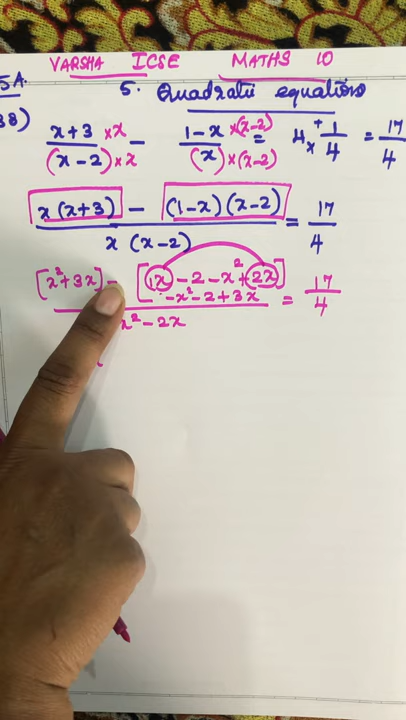 VARSHA ICSE MATHS 10
5A. 5. Quadratic equations
38) x+3 ×x / (x-2) ×x - 1-x ×(x-2) / (x) ×(x-2) = 4 × + 1/4 = 17/4
x(x+3) - (1-x)(x-2) / x(x-2) = 17/4
[x²+3x] - [1x-2-x²+2x]
-x²-2+3x = 17/4
x²-2x